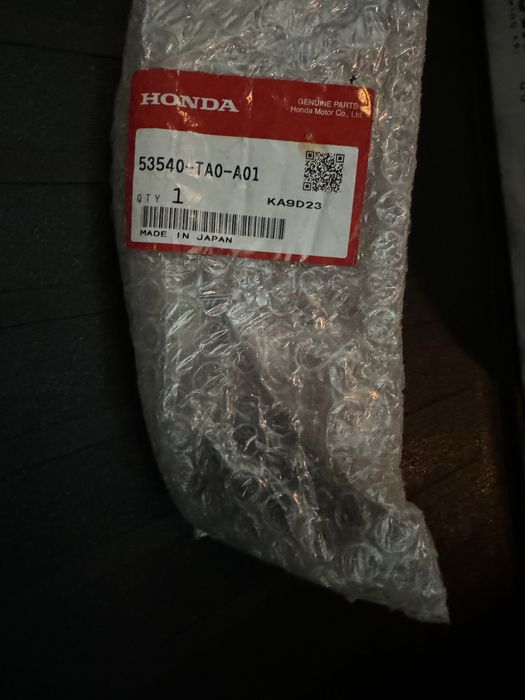 HONDA
GENUINE PARTS
Honda Motor Co., Ltd.
53540-TA0-A01
QTY 1
KA9D23
MADE IN JAPAN